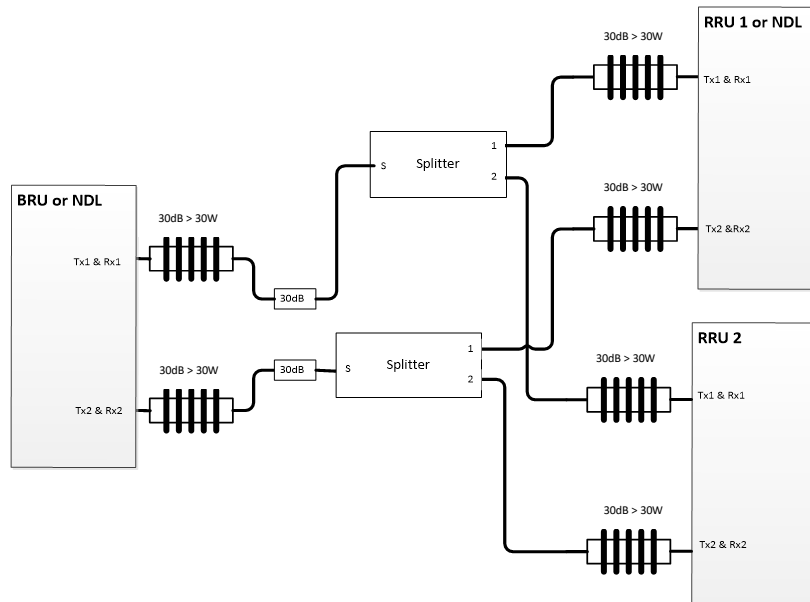 RRU 1 or NDL
30dB > 30W
Tx1 & Rx1
30dB > 30W
Tx2 &Rx2
Splitter
S
1
2
BRU or NDL
30dB > 30W
Tx1 & Rx1
30dB
30dB > 30W
Tx2 & Rx2
30dB
Splitter
S
1
2
RRU 2
30dB > 30W
Tx1 & Rx1
30dB > 30W
Tx2 & Rx2